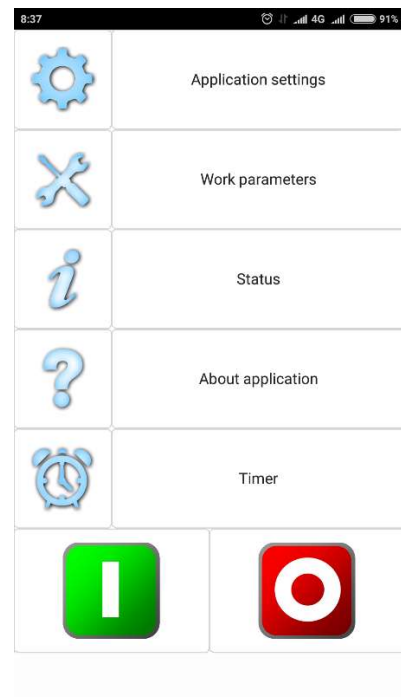 8:37 4G 91%
Application settings
Work parameters
Status
About application
Timer